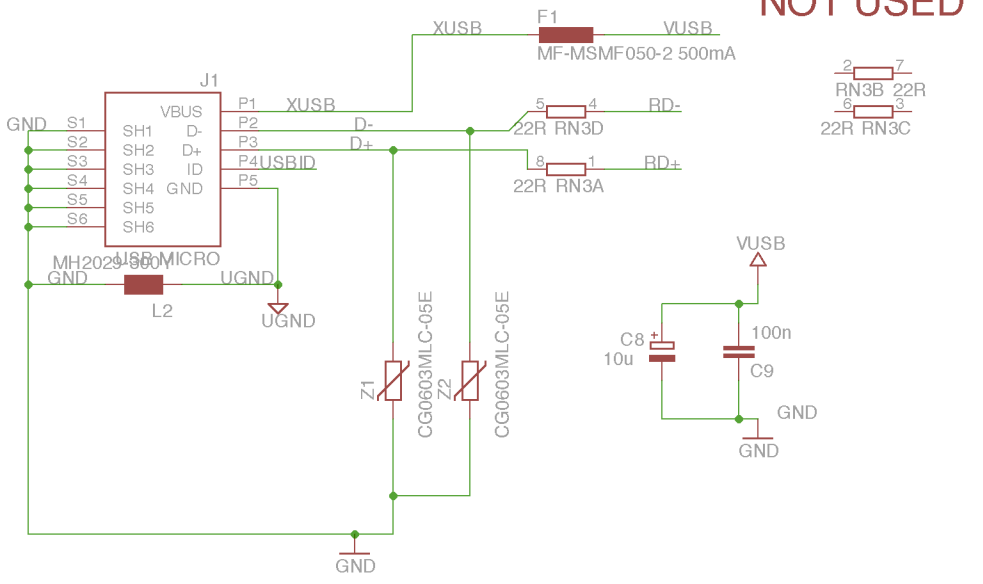 NOT USED
F1
XUSB
VUSB
MF-MSMF050-2 500mA
J1
2 7
RN3B 22R
6 3
22R RN3C
VBUS P1 XUSB
5 4 RD-
22R RN3D
GND S1 SH1 D- P2 D-
S2 SH2 D+ P3 D+
S3 SH3 ID P4 USBID
8 1 RD+
22R RN3A
S4 SH4 GND P5
S5 SH5
S6 SH6
USB MICRO
MH2029-300Y
GND UGND
L2
UGND
VUSB
Z1
CG0603MLC-05E
Z2
CG0603MLC-05E
C8
+
10u
100n
C9
GND
GND
GND